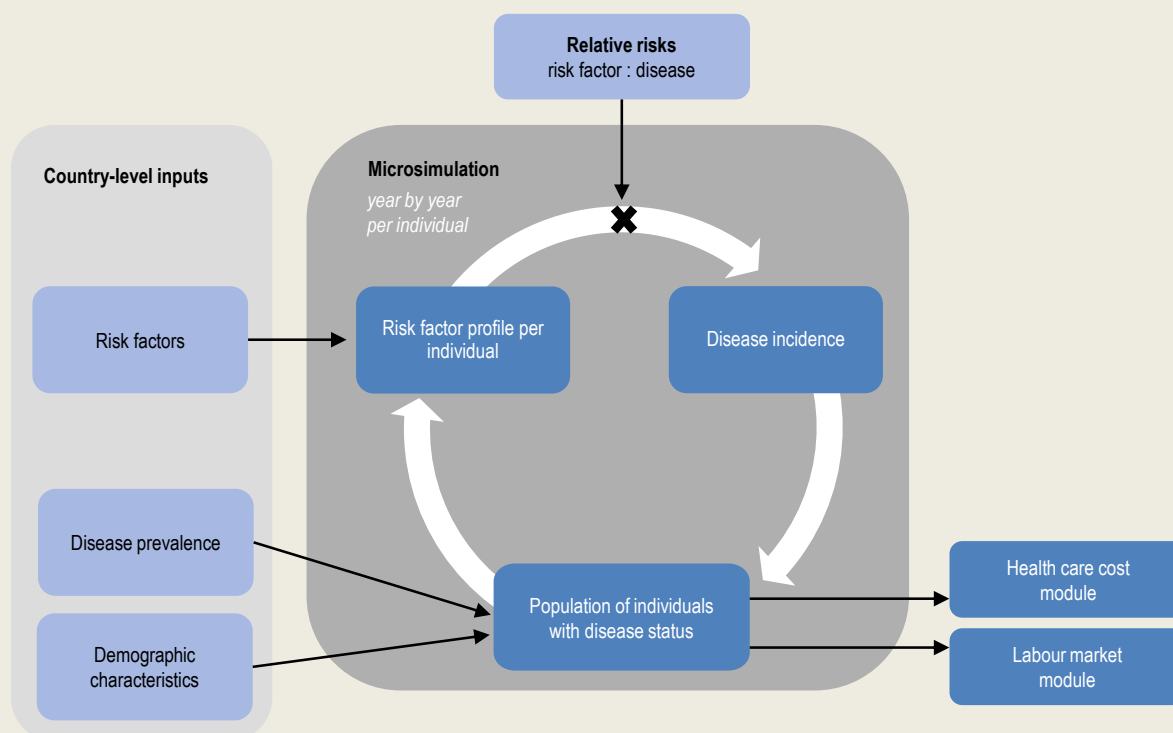 Relative risks
risk factor : disease
Country-level inputs
Microsimulation
year by year
per individual
Risk factors
Risk factor profile per
individual
Disease incidence
Disease prevalence
Demographic
characteristics
Population of individuals
with disease status
Health care cost
module
Labour market
module